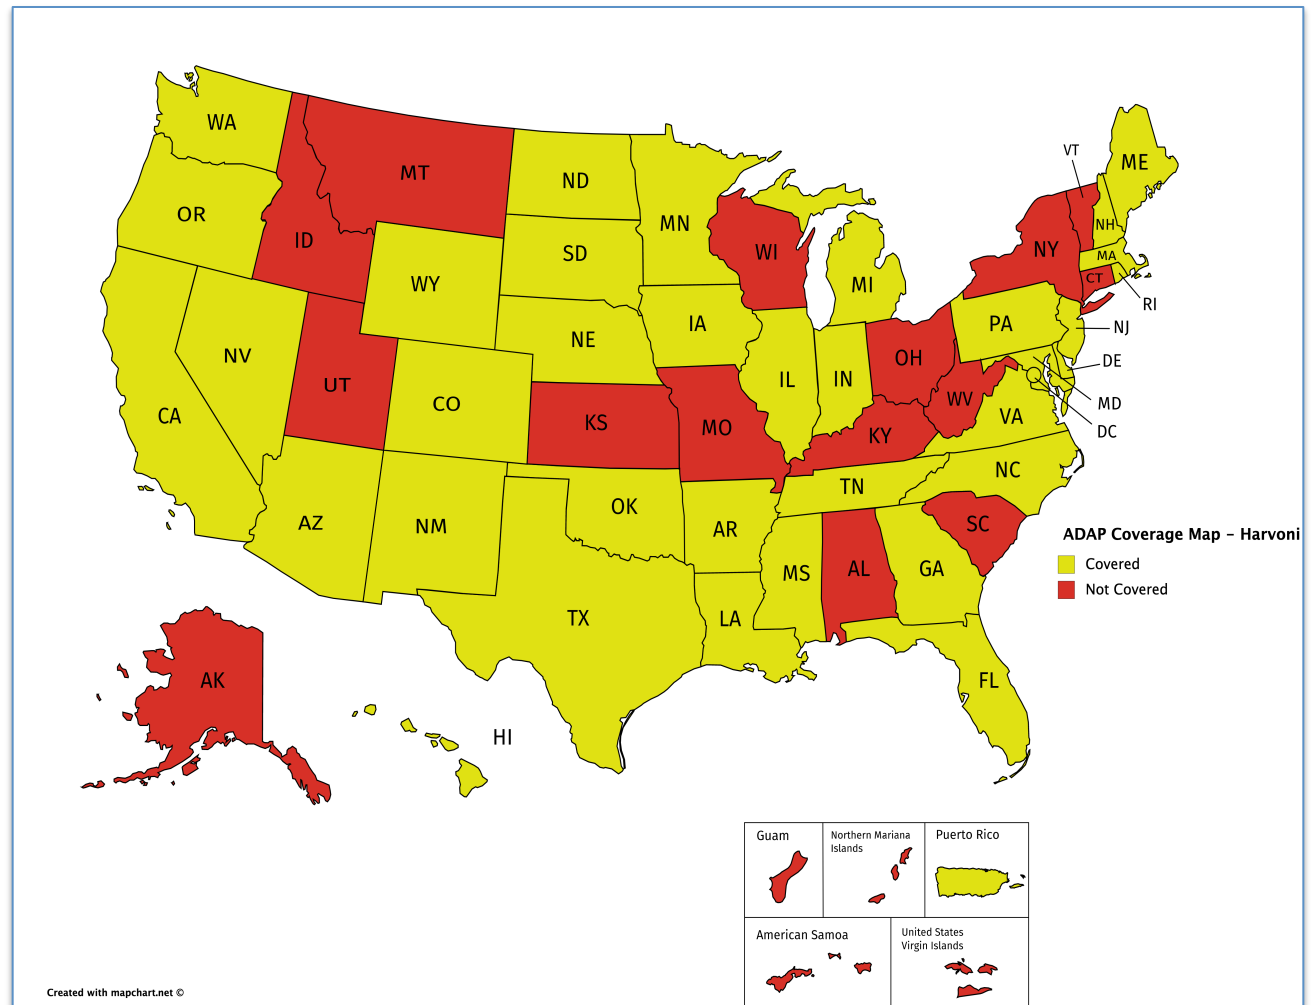 WA
MT
ND
MN
VT
ME
OR
ID
SD
WI
NY
NH
MA
CT
RI
WY
MI
NJ
NV
UT
CO
NE
IA
PA
DE
CA
KS
MO
IL
IN
OH
WV
VA
MD
DC
KY
AZ
NM
OK
AR
TN
NC
SC
TX
LA
MS
AL
GA
FL
AK
HI
ADAP Coverage Map – Harvoni
Covered
Not Covered
Guam
Northern Mariana
Islands
Puerto Rico
American Samoa
United States
Virgin Islands
Created with mapchart.net ©